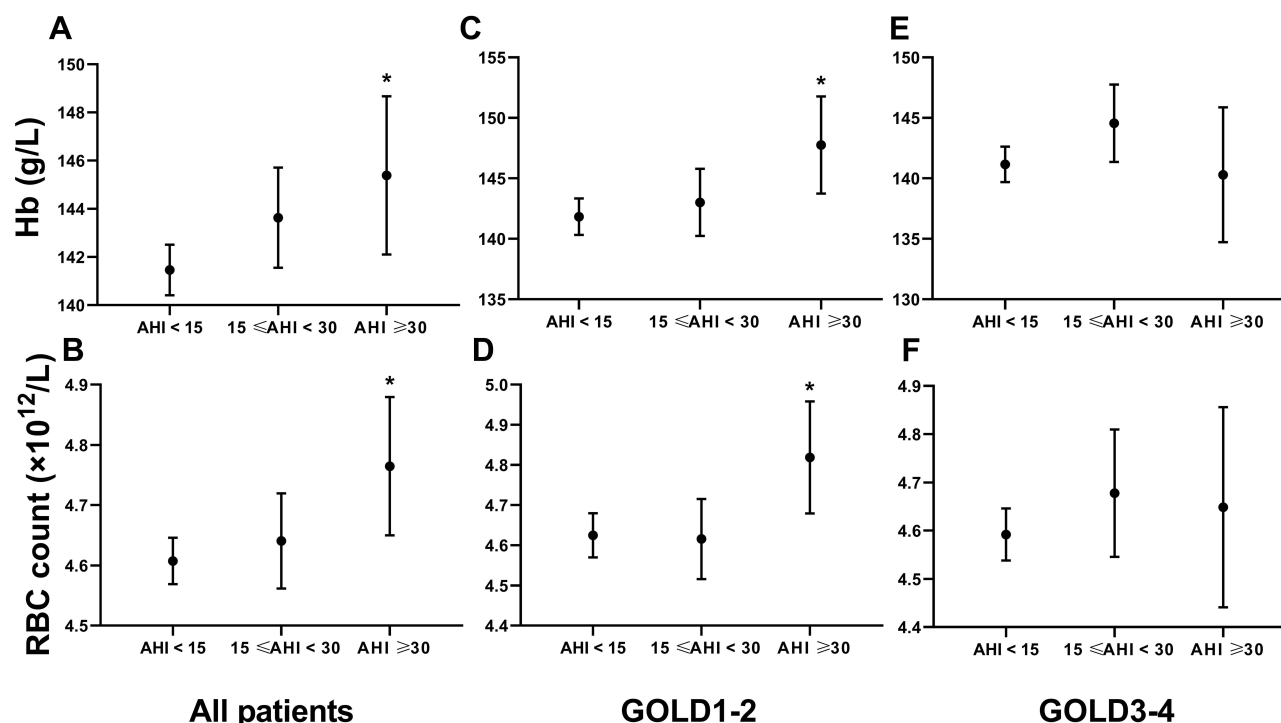 A
Hb (g/L)
150
148
146
144
142
140
*
AHI < 15
15 ⩽AHI < 30
AHI ⩾30
C
155
150
145
140
135
*
AHI < 15
15 ⩽AHI < 30
AHI ⩾30
E
150
145
140
135
130
AHI < 15
15 ⩽AHI < 30
AHI ⩾30
B
RBC count (×10¹²/L)
4.9
4.8
4.7
4.6
4.5
*
AHI < 15
15 ⩽AHI < 30
AHI ⩾30
D
5.0
4.9
4.8
4.7
4.6
4.5
4.4
*
AHI < 15
15 ⩽AHI < 30
AHI ⩾30
F
4.9
4.8
4.7
4.6
4.5
4.4
AHI < 15
15 ⩽AHI < 30
AHI ⩾30
All patients
GOLD1-2
GOLD3-4